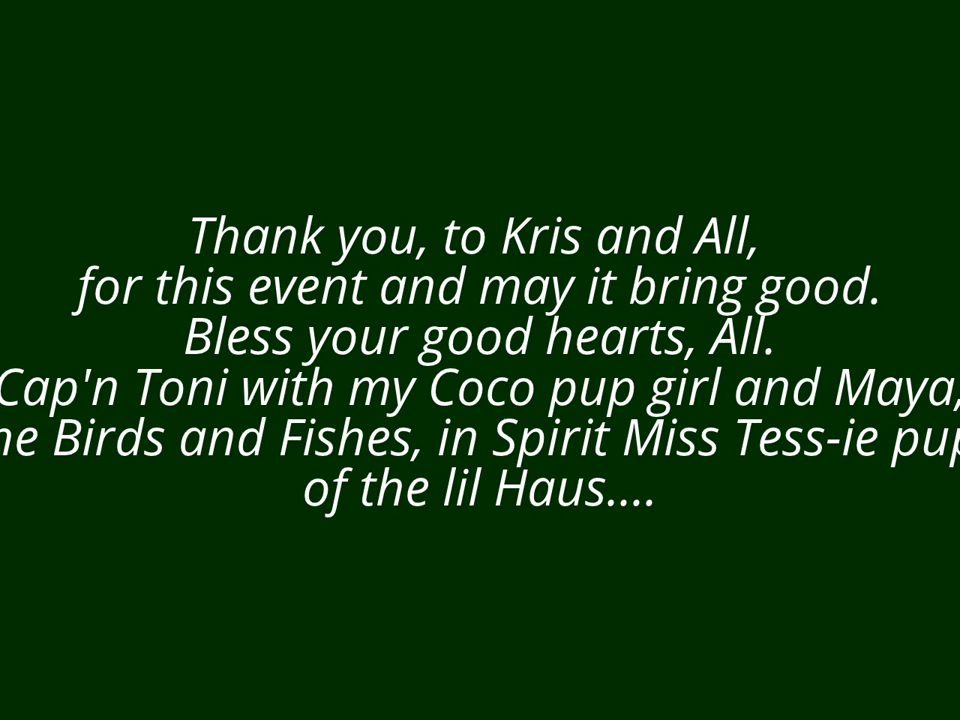 Thank you, to Kris and All,
for this event and may it bring good.
Bless your good hearts, All.
Cap'n Toni with my Coco pup girl and Maya,
Birds and Fishes, in Spirit Miss Tess-ie
of the lil Haus....